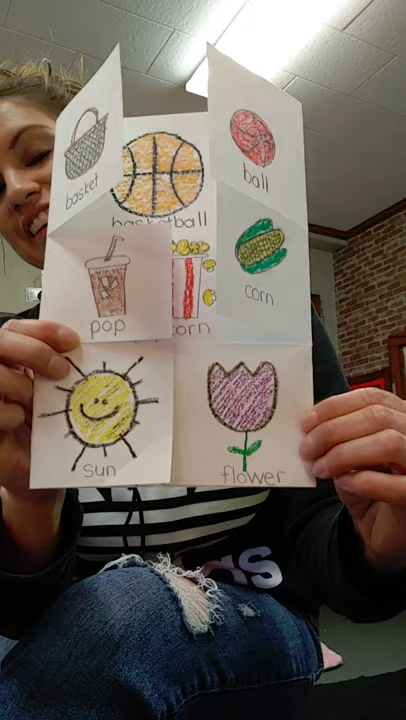 basket
ball
basketball
pop
corn
corn
sun
flower